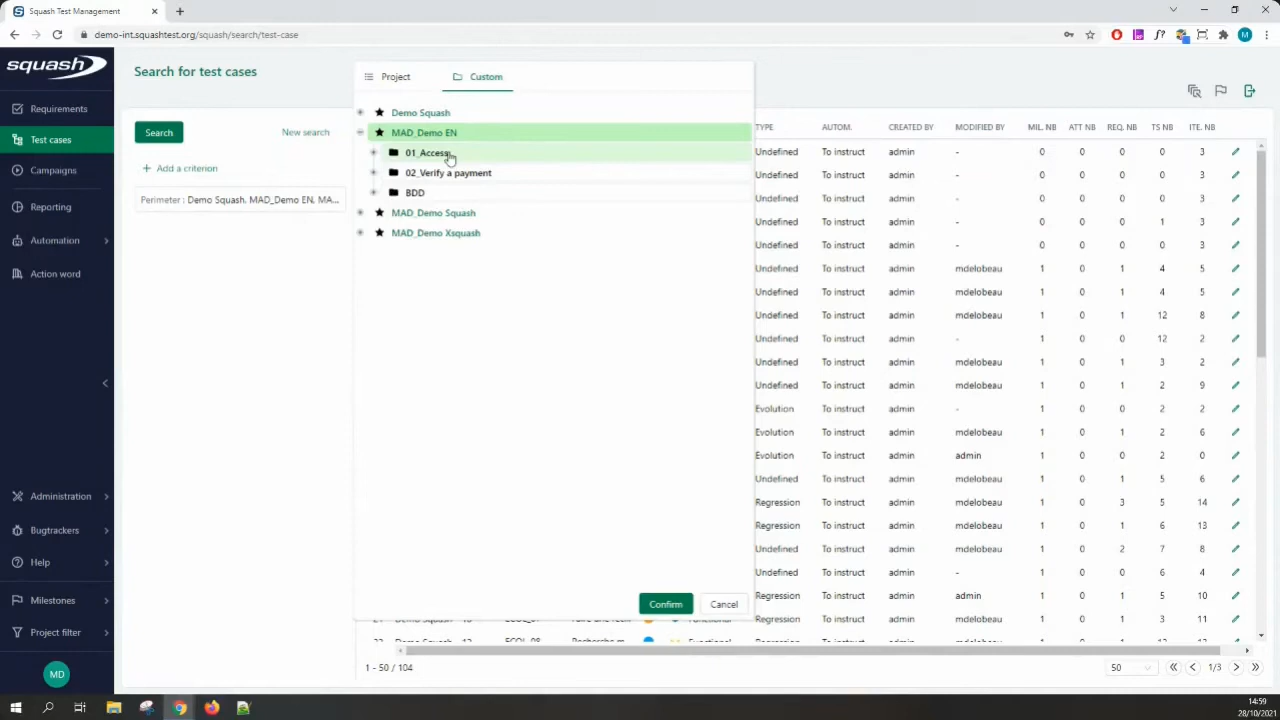 Squash Test Management
demo-int.squashtest.org/squash/search/test-case
M
squash
Search for test cases
Project
Custom
Requirements
Test cases
Campaigns
Reporting
Automation
Action word
Administration
Bugtrackers
Help
Milestones
Project filter
MD
Search
New search
Add a criterion
Perimeter : Demo Squash, MAD_Demo EN, MA...
Demo Squash
MAD_Demo EN
01_Access
02_Verify a payment
BDD
MAD_Demo Squash
MAD_Demo Xsquash
Confirm
Cancel
TYPE AUTOM. CREATED BY MODIFIED BY MIL. NB ATT NB REQ. NB TS NB ITE. NB
Undefined To instruct admin - 0 0 0 0 3
Undefined To instruct admin - 0 0 0 0 3
Undefined To instruct admin - 0 0 0 0 3
Undefined To instruct admin - 0 0 0 0 3
Undefined To instruct admin - 0 0 0 0 3
Undefined To instruct admin mdelobeau 1 0 1 4 5
Undefined To instruct admin mdelobeau 1 0 1 4 5
Undefined To instruct admin mdelobeau 1 0 1 12 8
Undefined To instruct admin - 1 0 0 12 2
Undefined To instruct admin mdelobeau 1 0 1 3 2
Undefined To instruct admin mdelobeau 1 0 1 2 9
Evolution To instruct admin - 1 0 0 2 2
Evolution To instruct admin mdelobeau 1 0 1 2 6
Evolution To instruct admin admin 1 0 1 2 0
Undefined To instruct admin mdelobeau 1 0 1 5 6
Regression To instruct admin mdelobeau 1 0 3 5 14
Regression To instruct admin mdelobeau 1 0 1 6 13
Undefined To instruct admin mdelobeau 1 0 2 7 8
Undefined To instruct admin - 1 0 0 6 4
Regression To instruct admin admin 1 0 1 5 10
Regression To instruct admin mdelobeau 1 0 1 3 11
1 - 50 / 104
50
1/3
14:59
28/10/2021